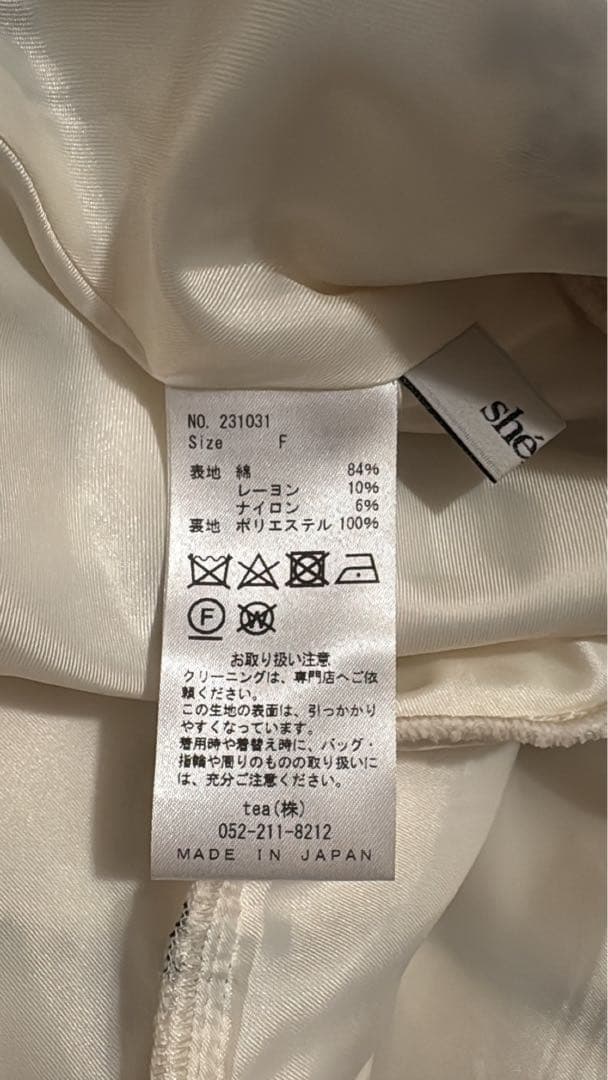 NO. 231031
Size F
表地 綿 84%
レーヨン 10%
ナイロン 6%
裏地 ポリエステル 100%
F
W
お取り扱い注意
クリーニングは、専門店へご依
頼ください。
この生地の表面は、引っかかり
やすくなっています。
着用時や着替え時に、バッグ・
指輪や周りのものの取り扱いに
は、充分ご注意ください。
tea(株)
052-211-8212
MADE IN JAPAN
shé